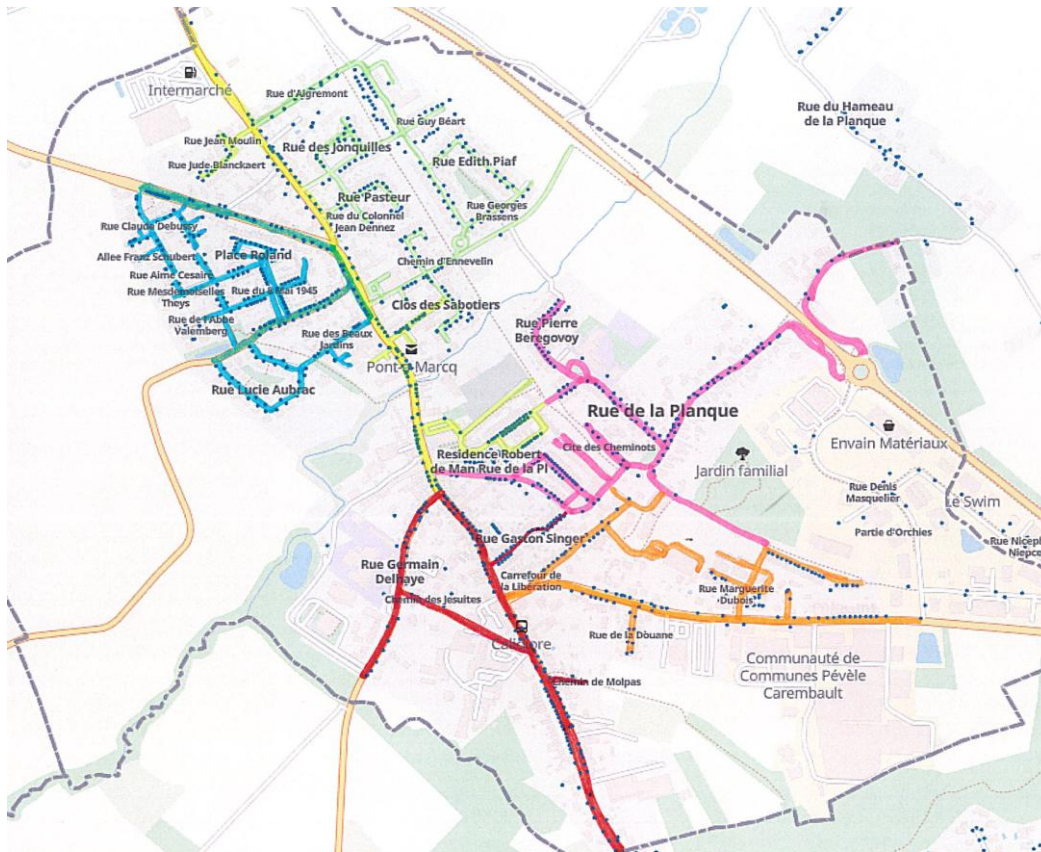 Intermarché
Rue d'Aigremont
Rue du Hameau
de la Planque
Rue Guy Béart
Rue Jean Moulin
Rue des Jonquilles
Rue Jude Blanckaert
Rue Edith Piaf
Rue Pasteur
Rue Georges
Brassens
Rue du Colonnel
Jean Dennez
Rue Claude Debussy
Place Roland
Allee Franz Schubert
Chemin d'Ennevelin
Rue Aime Cesaire
Rue Mesdemoiselles
Theys
Rue du 8 Mai 1945
Clos des Sabotiers
Rue de l'Abbe
Valemberg
Rue des Beaux
Jardins
Rue Pierre
Beregovoy
Pont-à-Marcq
Rue Lucie Aubrac
Rue de la Planque
Envain Matériaux
Cite des Cheminots
Residence Robert
de Man Rue de la Pl
Jardin familial
Rue Denis
Masquelier
Le Swim
Partie d'Orchies
Rue Niceph
Niepce
Rue Gaston Singer
Rue Germain
Delhaye
Carrefour de
la Libération
Chemin des Jesuites
Rue Marguerite
Dubois
Rue de la Douane
Communauté de
Communes Pévèle
Carembault
Chemin de Molpas